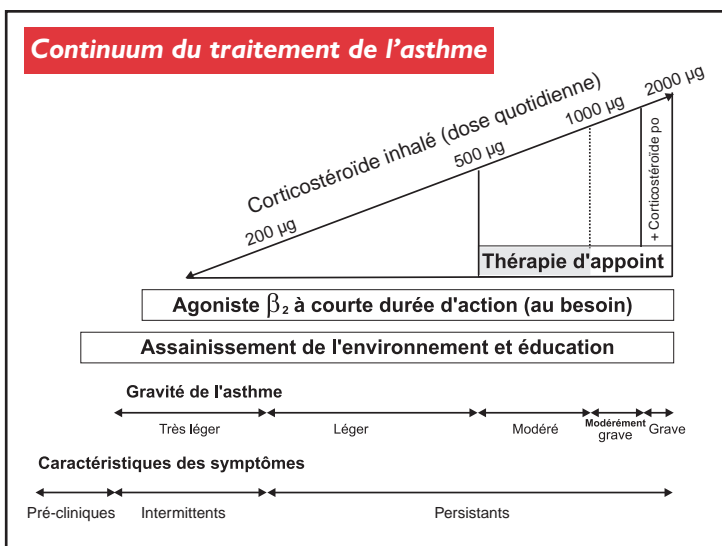 Continuum du traitement de l'asthme
Corticostéroïde inhalé (dose quotidienne)
200 µg
500 µg
1000 µg
2000 µg
+ Corticostéroïde po
Thérapie d'appoint
Agoniste β₂ à courte durée d'action (au besoin)
Assainissement de l'environnement et éducation
Gravité de l'asthme
Très léger
Léger
Modéré
Modérément
grave
Grave
Caractéristiques des symptômes
Pré-cliniques
Intermittents
Persistants